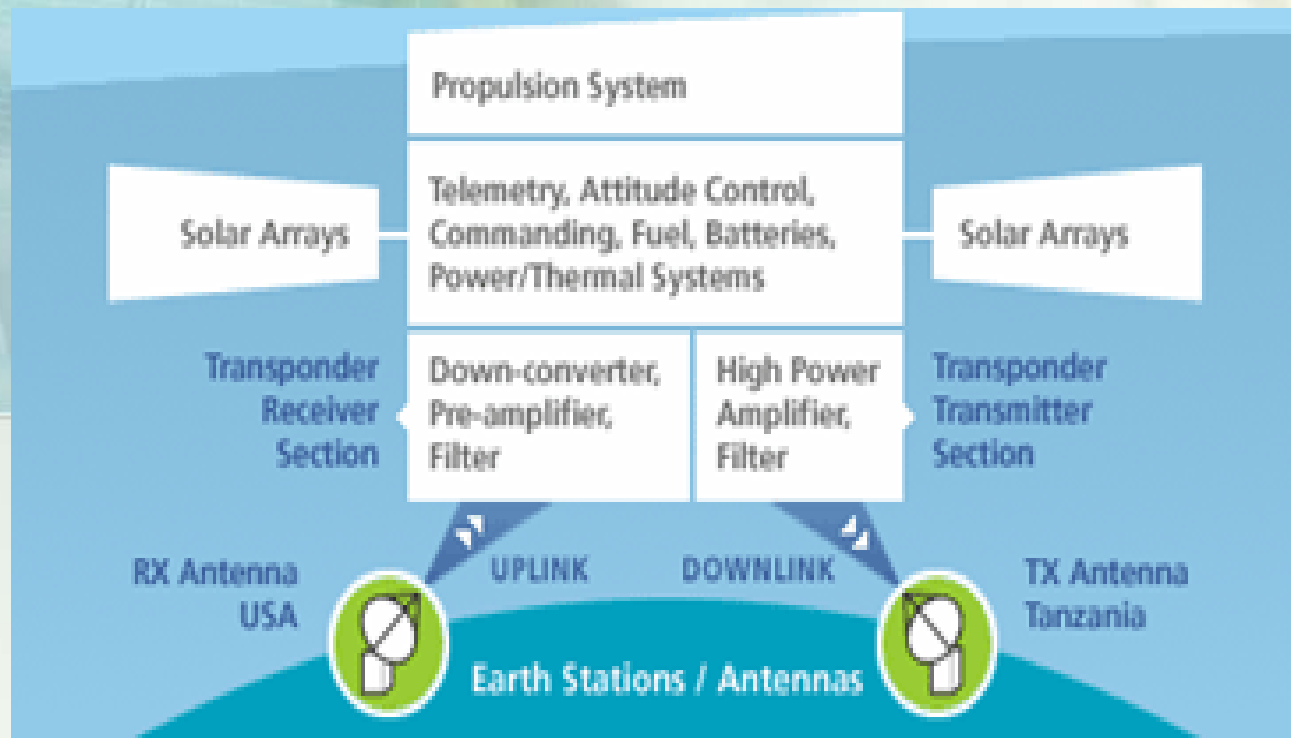 Propulsion System
Solar Arrays
Telemetry, Attitude Control,
Commanding, Fuel, Batteries,
Power/Thermal Systems
Solar Arrays
Transponder
Receiver
Section
Down-converter,
Pre-amplifier,
Filter
High Power
Amplifier,
Filter
Transponder
Transmitter
Section
RX Antenna
USA
UPLINK
DOWNLINK
TX Antenna
Tanzania
Earth Stations / Antennas